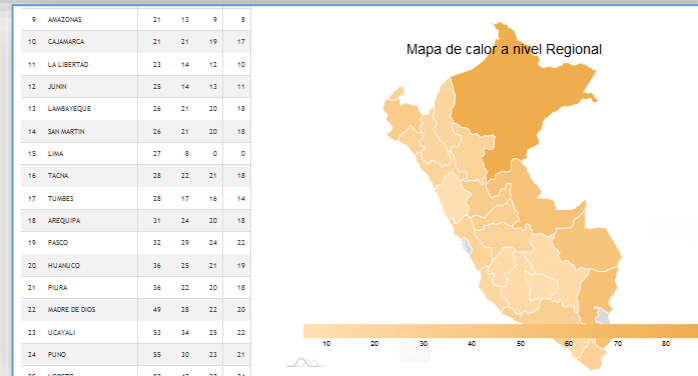 9 AMAZONAS 21 13 9 8
10 CAJAMARCA 21 21 19 17
11 LA LIBERTAD 23 14 12 10
12 JUNIN 25 14 13 11
13 LAMBAYEQUE 26 21 20 18
14 SAN MARTIN 26 21 20 18
15 LIMA 27 8 0 0
16 TACNA 28 22 21 18
17 TUMBES 28 17 16 14
18 AREQUIPA 31 24 20 18
19 PASCO 32 29 24 22
20 HUANUCO 36 25 21 19
21 PIURA 36 22 20 18
22 MADRE DE DIOS 49 28 22 20
23 UCAYALI 53 34 25 22
24 PUNO 55 30 23 21
Mapa de calor a nivel Regional
10 20 30 40 50 60 70 80